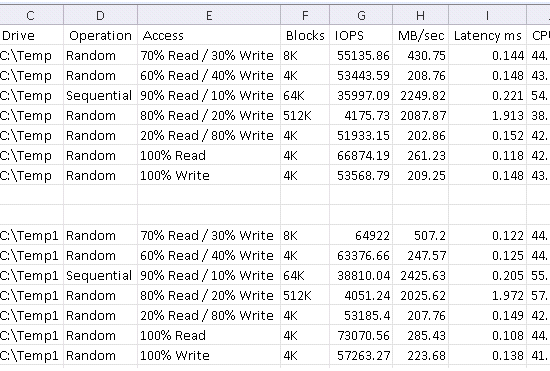 C D E F G H I
Drive Operation Access Blocks IOPS MB/sec Latency ms CPU
C:\Temp Random 70% Read / 30% Write 8K 55135.86 430.75 0.144 44.
C:\Temp Random 60% Read / 40% Write 4K 53443.59 208.76 0.148 43.
C:\Temp Sequential 90% Read / 10% Write 64K 35997.09 2249.82 0.221 54.
C:\Temp Random 80% Read / 20% Write 512K 4175.73 2087.87 1.913 38.
C:\Temp Random 20% Read / 80% Write 4K 51933.15 202.86 0.152 42.
C:\Temp Random 100% Read 4K 66874.19 261.23 0.118 42.
C:\Temp Random 100% Write 4K 53568.79 209.25 0.148 43.
C:\Temp1 Random 70% Read / 30% Write 8K 64922 507.2 0.122 44.
C:\Temp1 Random 60% Read / 40% Write 4K 63376.66 247.57 0.125 44.
C:\Temp1 Sequential 90% Read / 10% Write 64K 38810.04 2425.63 0.205 55.
C:\Temp1 Random 80% Read / 20% Write 512K 4051.24 2025.62 1.972 57.
C:\Temp1 Random 20% Read / 80% Write 4K 53185.4 207.76 0.149 42.
C:\Temp1 Random 100% Read 4K 73070.56 285.43 0.108 44.
C:\Temp1 Random 100% Write 4K 57263.27 223.68 0.138 41.